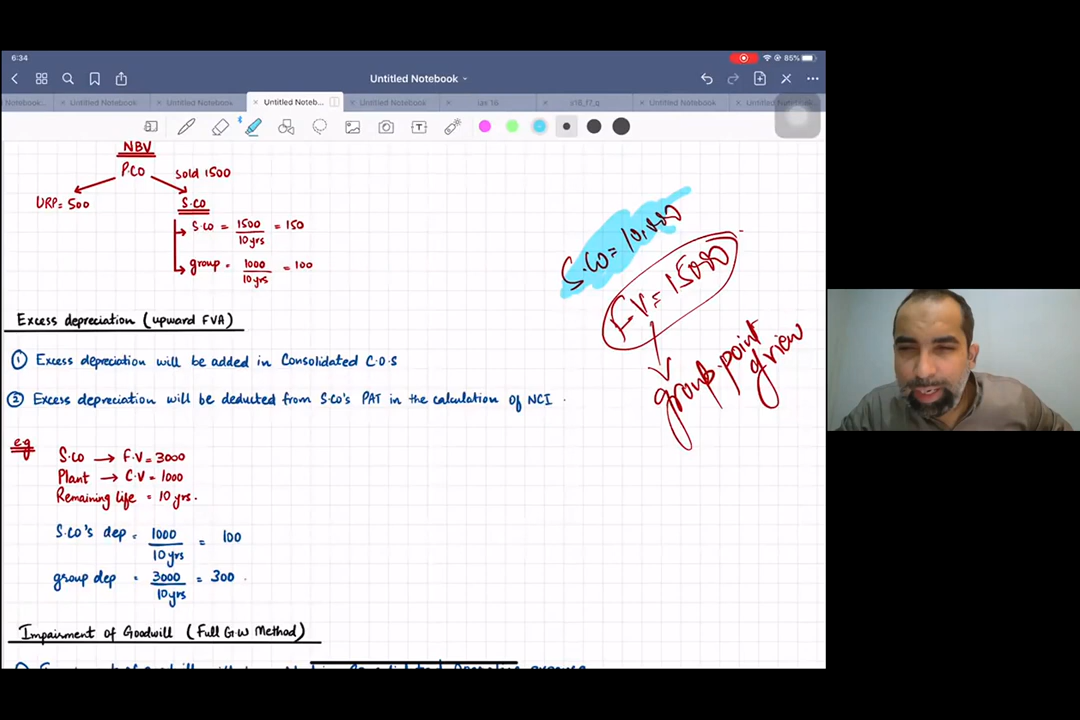 6:34
85%
Untitled Notebook
Notebook
Untitled Notebook
Untitled Notebook
Untitled Notebook
Untitled Notebook
Ias 16
Untitled Notebook
NBV
P.CO
Sold 1500
URP = 500
S.CO
S.CO = 1500 / 10yrs = 150
group = 1000 / 10yrs = 100
S.CO = 10,000
F.V = 15000
group point of view
Excess depreciation (upward FVA)
① Excess depreciation will be added in Consolidated C.O.S
② Excess depreciation will be deducted from S.CO's PAT in the calculation of NCI .
e.g
S.CO → F.V = 3000
Plant → C.V = 1000
Remaining life = 10 yrs.
S.CO's dep = 1000 / 10yrs = 100
group dep = 3000 / 10yrs = 300
Impairment of Goodwill (Full G.W Method)